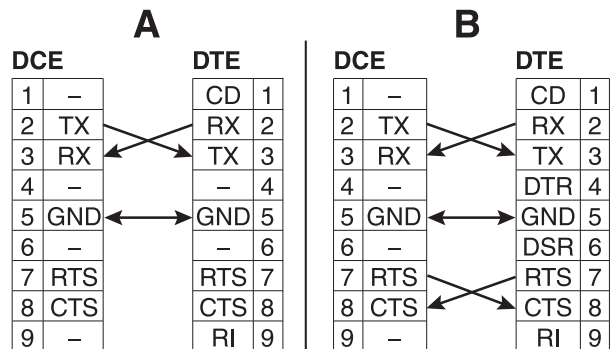 A B
DCE DTE DCE DTE
1 – CD 1 1 – CD 1
2 TX RX 2 2 TX RX 2
3 RX TX 3 3 RX TX 3
4 – – 4 4 – DTR 4
5 GND GND 5 5 GND GND 5
6 – – 6 6 – DSR 6
7 RTS RTS 7 7 RTS RTS 7
8 CTS CTS 8 8 CTS CTS 8
9 – RI 9 9 – RI 9